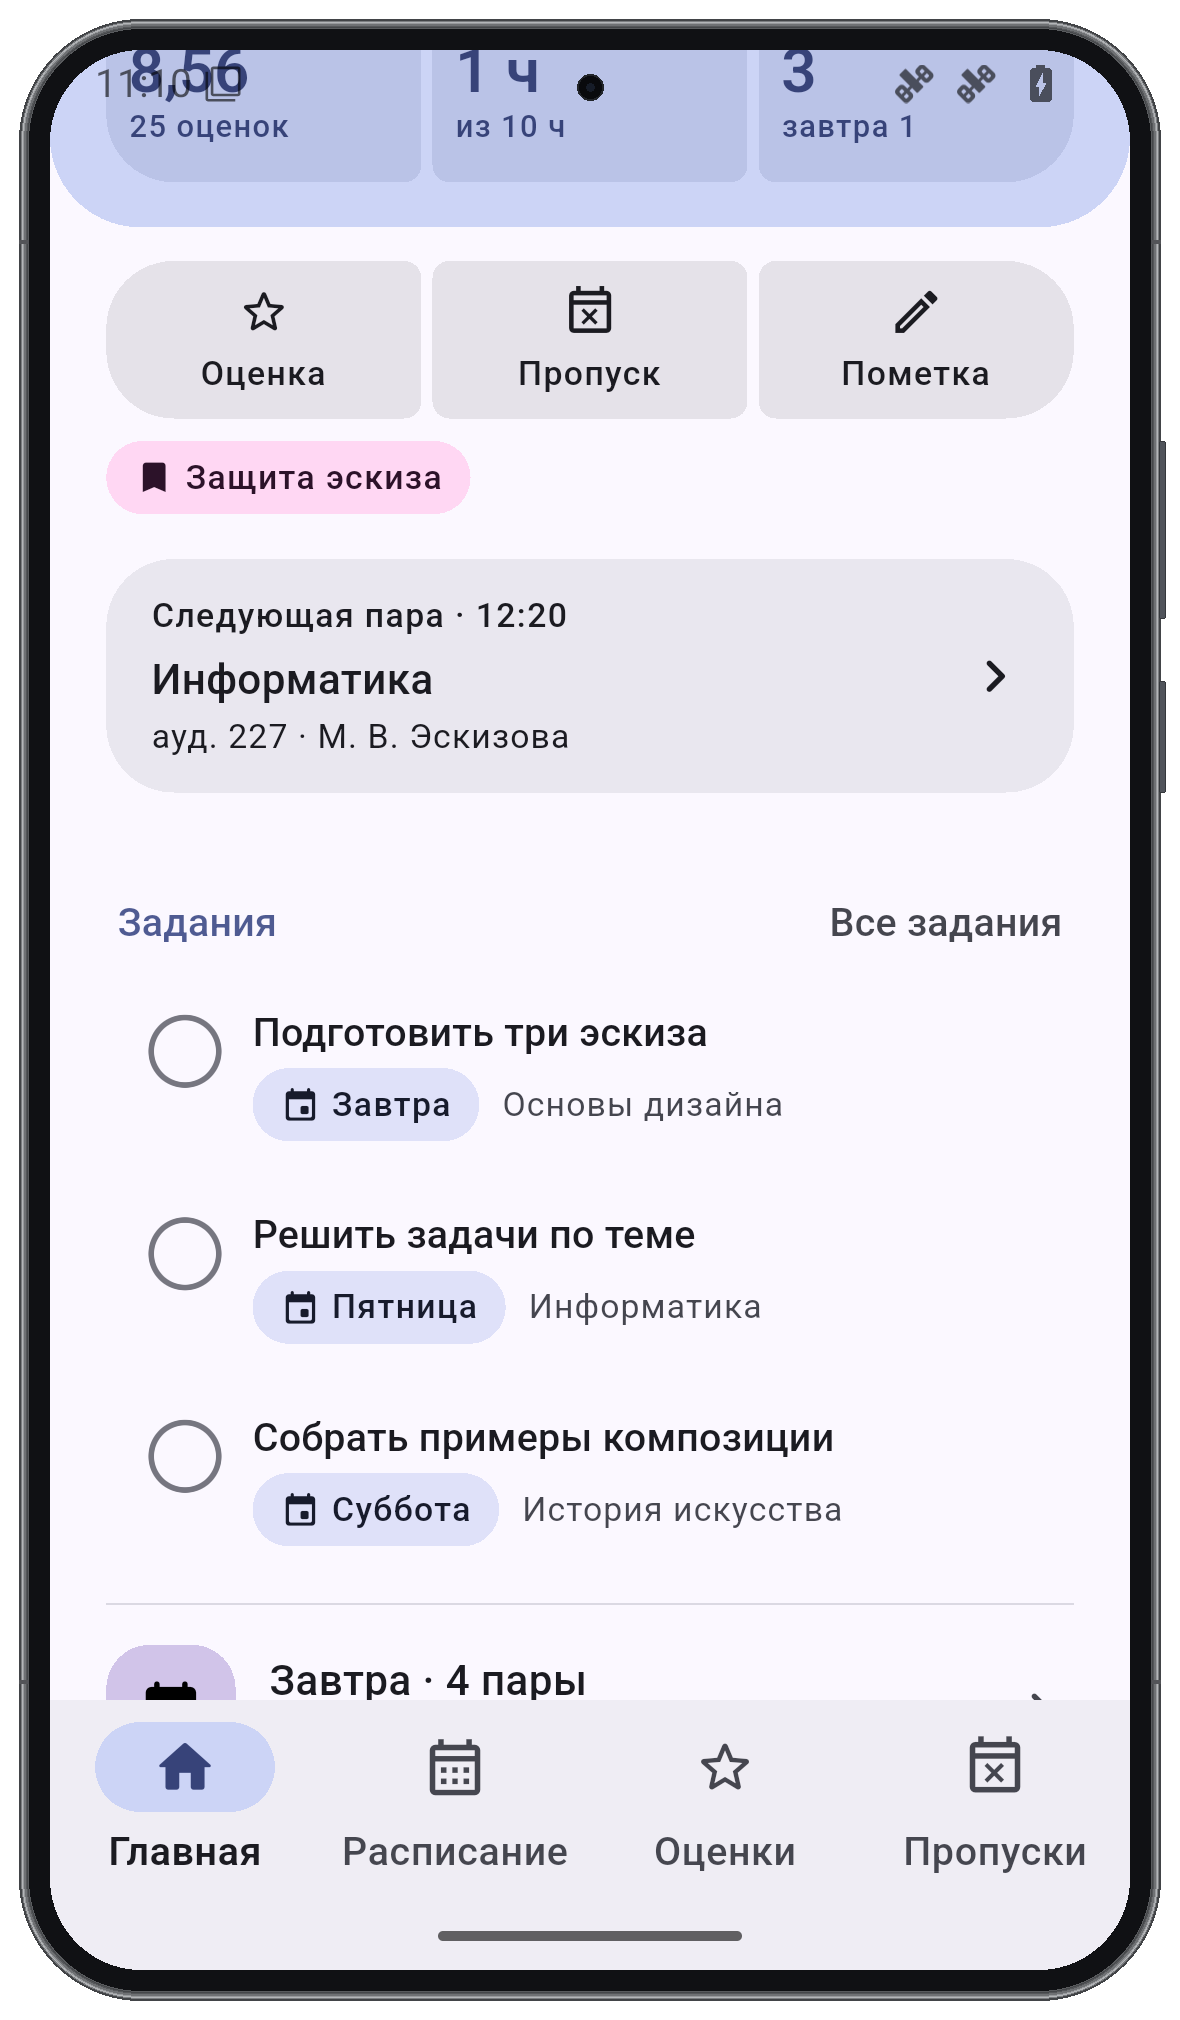 11:10
8,56
1 ч
3
25 оценок
из 10 ч
завтра 1
Оценка
Пропуск
Пометка
Защита эскиза
Следующая пара · 12:20
Информатика
ауд. 227 · М. В. Эскизова
Задания
Все задания
Подготовить три эскиза
Завтра
Основы дизайна
Решить задачи по теме
Пятница
Информатика
Собрать примеры композиции
Суббота
История искусства
Завтра · 4 пары
Главная
Расписание
Оценки
Пропуски